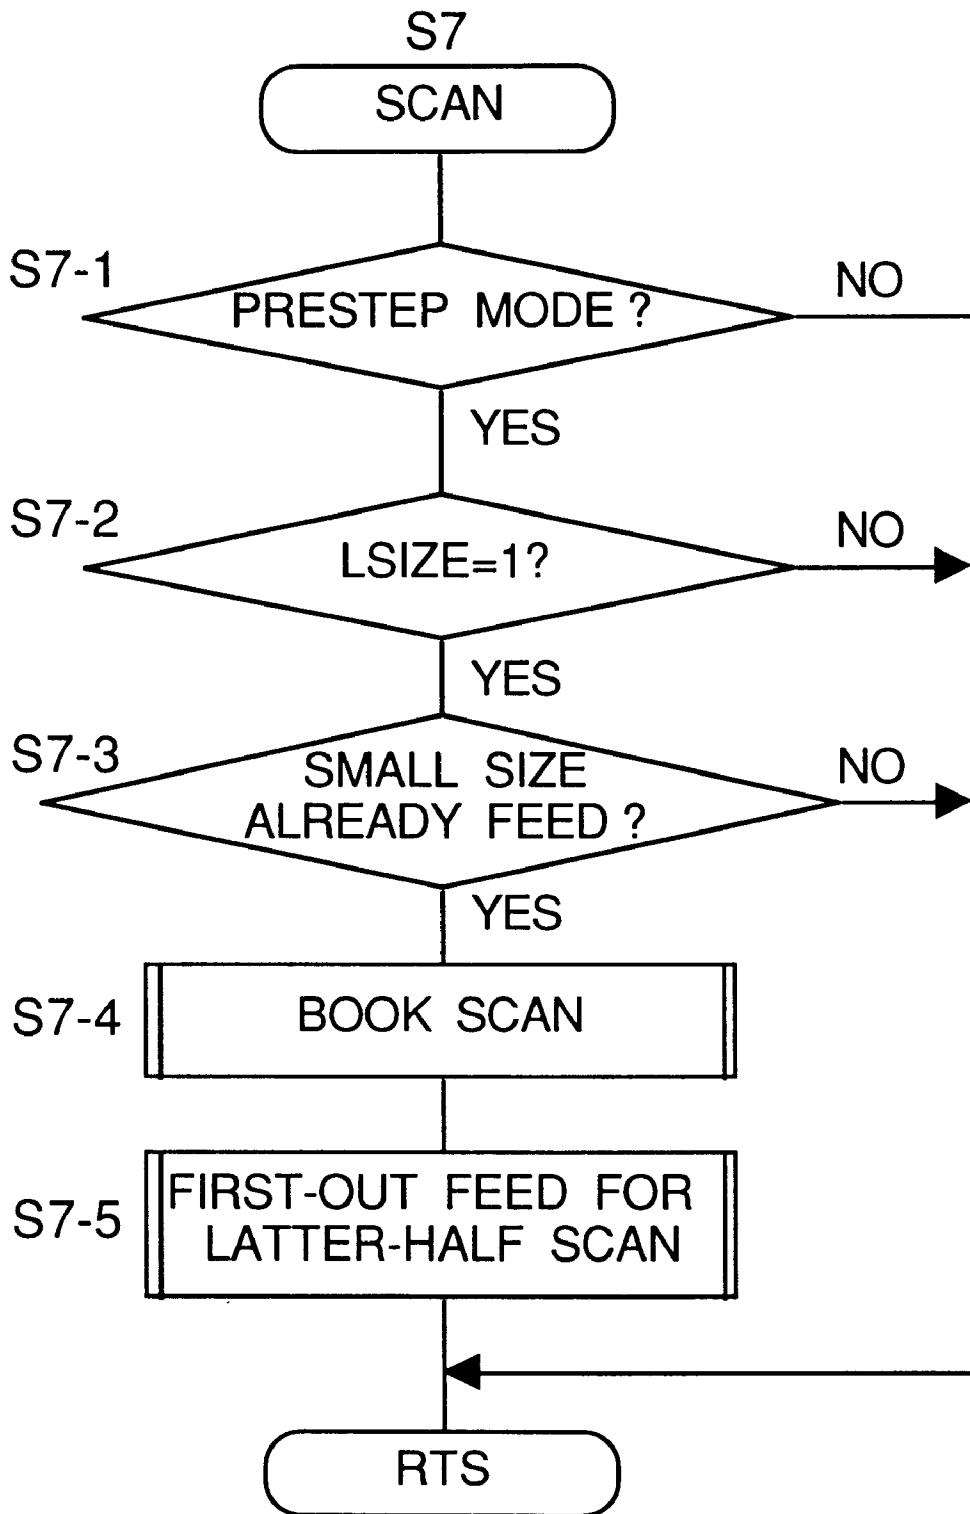 S7
SCAN
S7-1
PRESTEP MODE ?
NO
YES
S7-2
LSIZE=1?
NO
YES
S7-3
SMALL SIZE
ALREADY FEED ?
NO
YES
S7-4
BOOK SCAN
S7-5
FIRST-OUT FEED FOR
LATTER-HALF SCAN
RTS